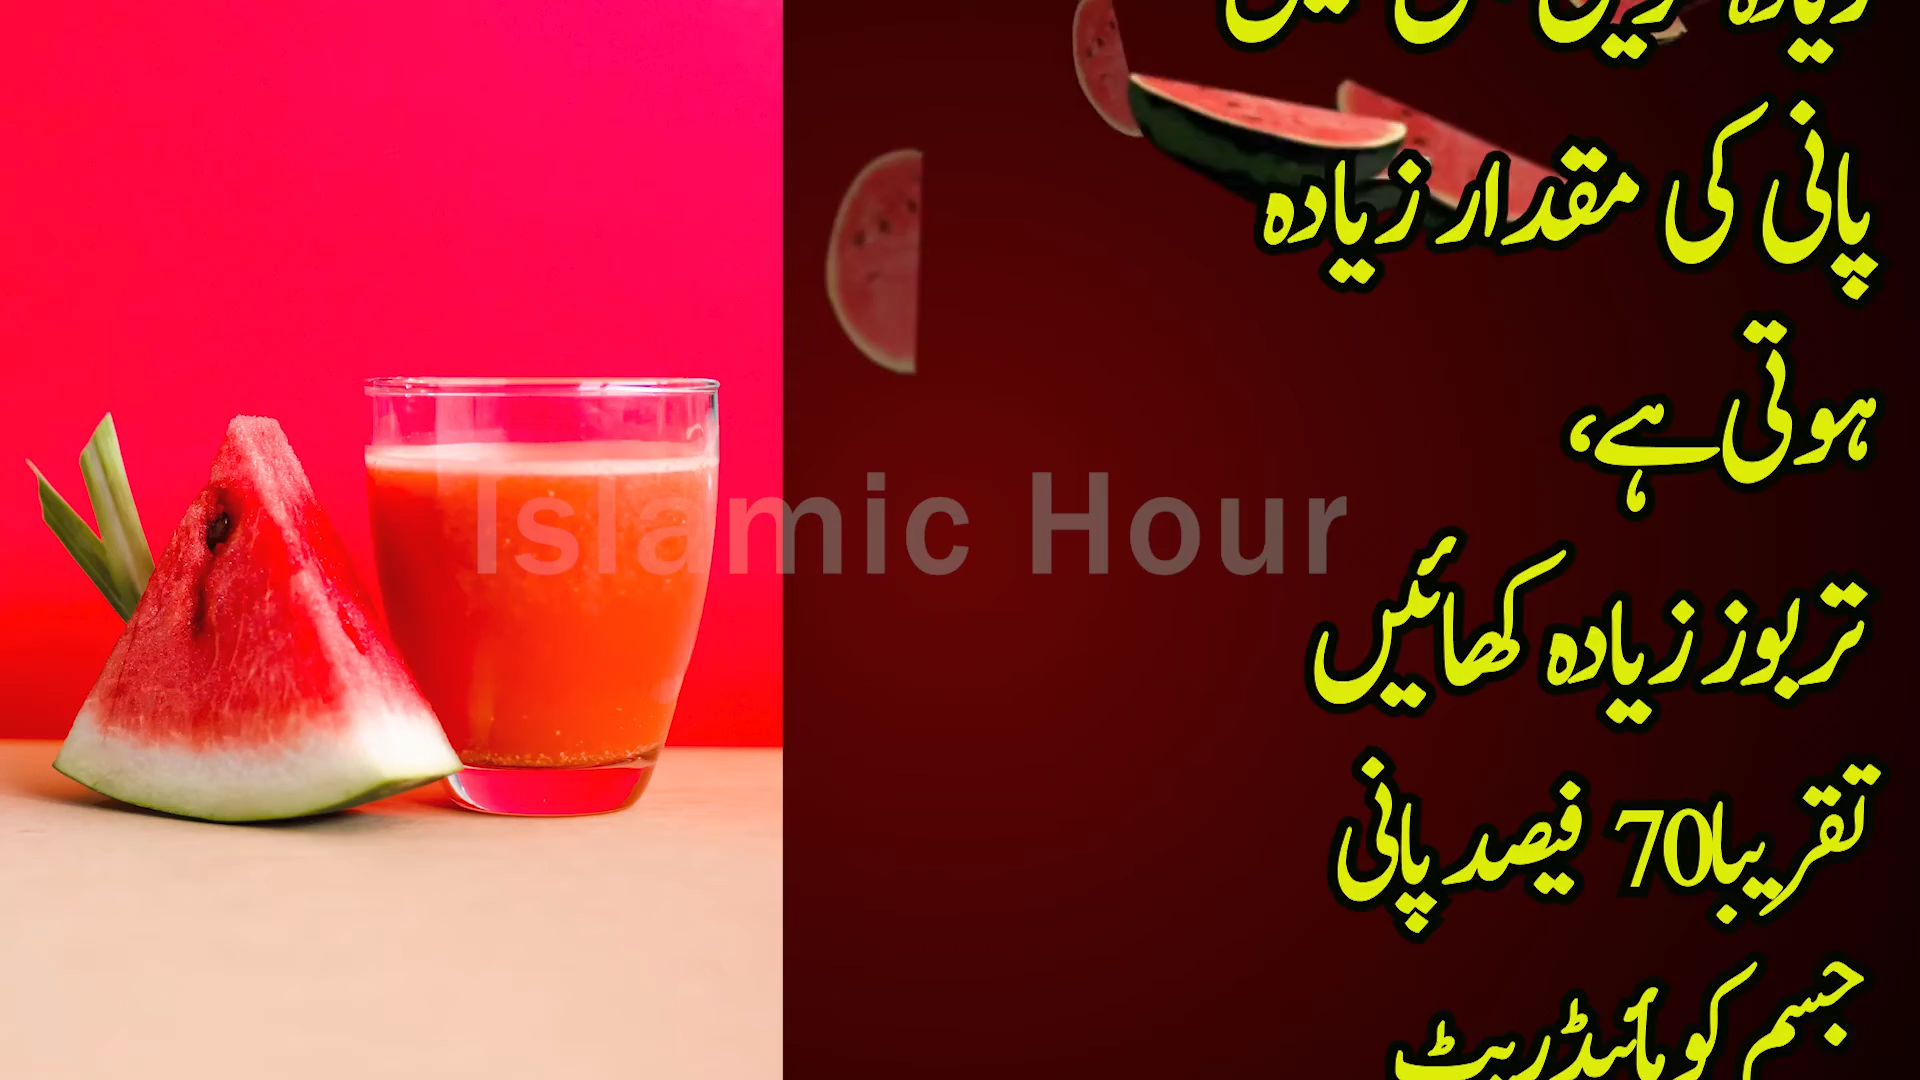 پانی کی مقدار زیادہ
ہوتی ہے،
تربوز زیادہ کھائیں
تقریبا70 فیصد پانی
جسم کو ہائیڈریٹ
Islamic Hour